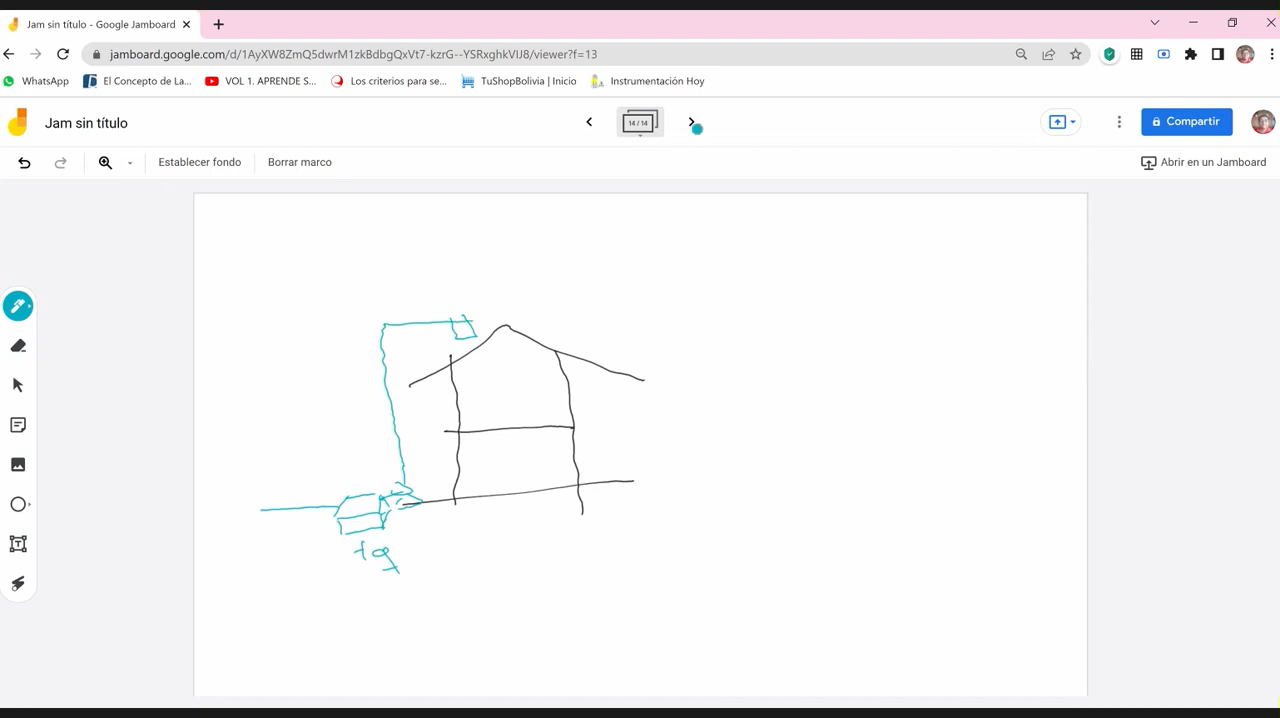 Jam sin título - Google Jamboard
jamboard.google.com/d/1AyXW8ZmQ5dwrM1zkBdbgQxVt7-kzrG--YSRxghkVIJ8/viewer?f=13
WhatsApp
El Concepto de La...
VOL 1. APRENDE S...
Los criterios para se...
TuShopBolivia | Inicio
Instrumentación Hoy
Jam sin título
14 / 14
Compartir
Establecer fondo
Borrar marco
Abrir en un Jamboard